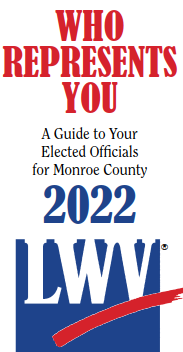 WHO
REPRESENTS
YOU
A Guide to Your
Elected Officials
for Monroe County
2022
LWV®